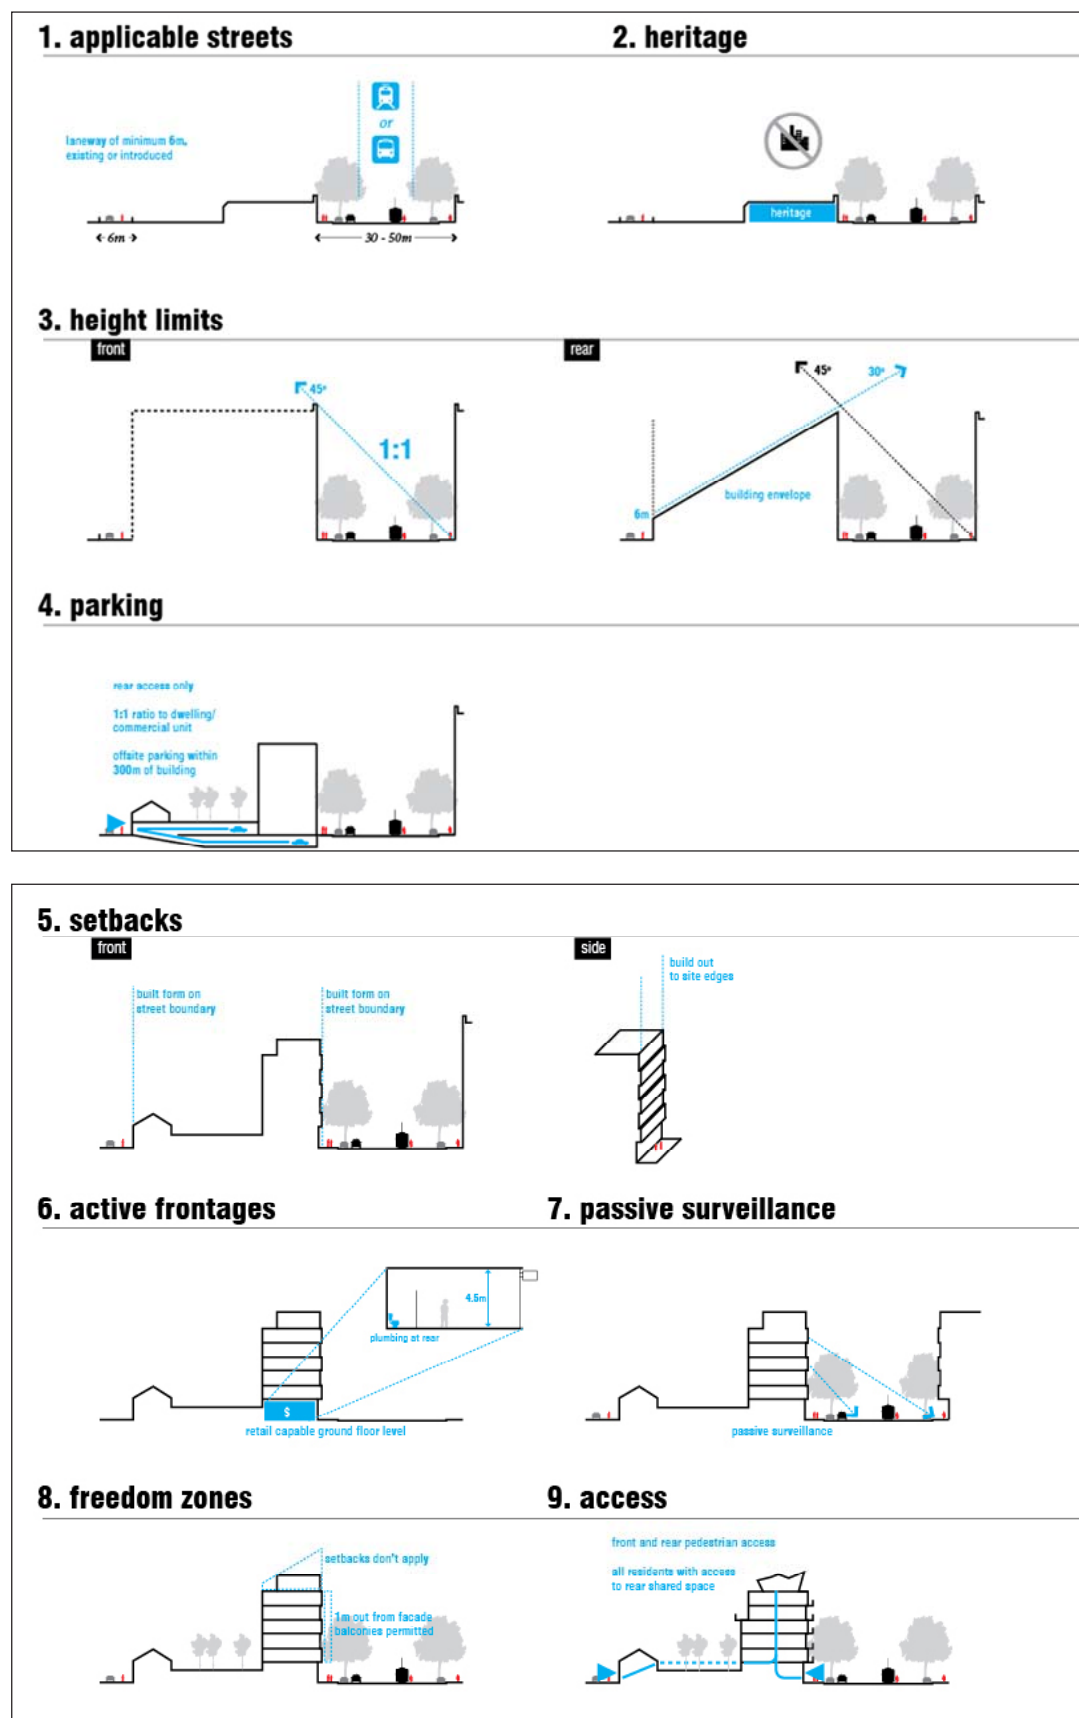 1. applicable streets
2. heritage
or
laneway of minimum 6m,
existing or introduced
6m
30 - 50m
heritage
3. height limits
front
45º
1:1
rear
45º
30º
6m
building envelope
4. parking
rear access only
1:1 ratio to dwelling/
commercial unit
offsite parking within
300m of building
5. setbacks
front
built form on
street boundary
built form on
street boundary
side
build out
to site edges
6. active frontages
4.5m
plumbing at rear
$
retail capable ground floor level
7. passive surveillance
passive surveillance
8. freedom zones
setbacks don't apply
1m out from facade
balconies permitted
9. access
front and rear pedestrian access
all residents with access
to rear shared space